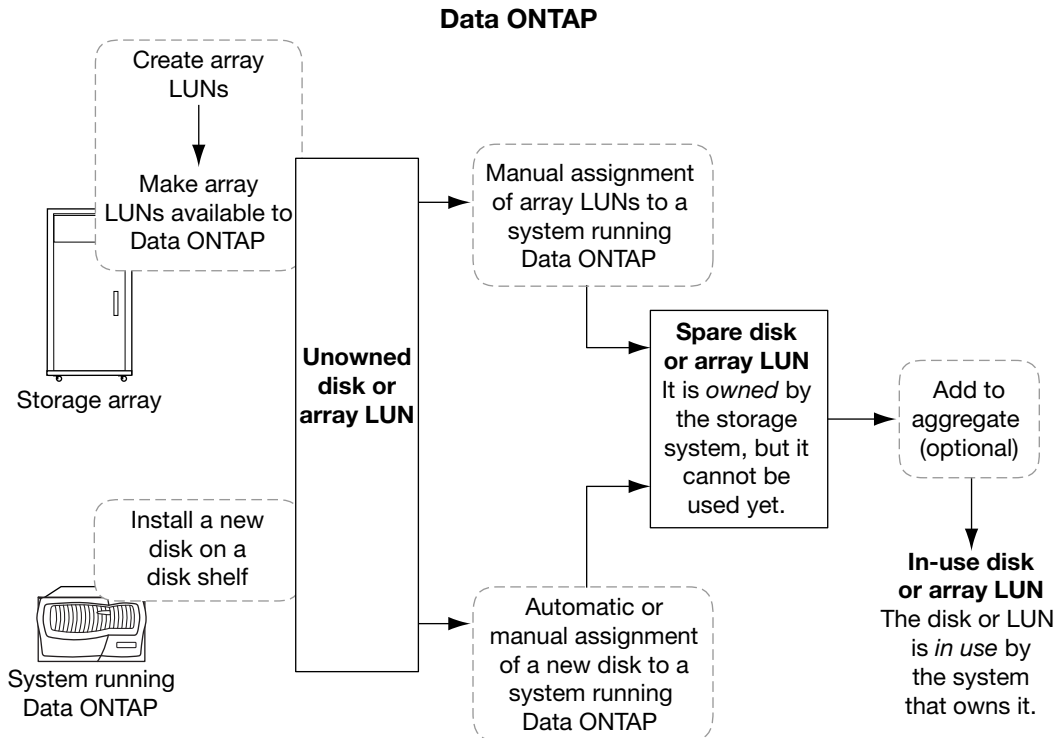 Data ONTAP
Create array
LUNs
Make array
LUNs available to
Data ONTAP
Storage array
Install a new
disk on a
disk shelf
System running
Data ONTAP
Unowned
disk or
array LUN
Manual assignment
of array LUNs to a
system running
Data ONTAP
Automatic or
manual assignment
of a new disk to a
system running
Data ONTAP
Spare disk
or array LUN
It is owned by
the storage
system, but it
cannot be
used yet.
Add to
aggregate
(optional)
In-use disk
or array LUN
The disk or LUN
is in use by
the system
that owns it.